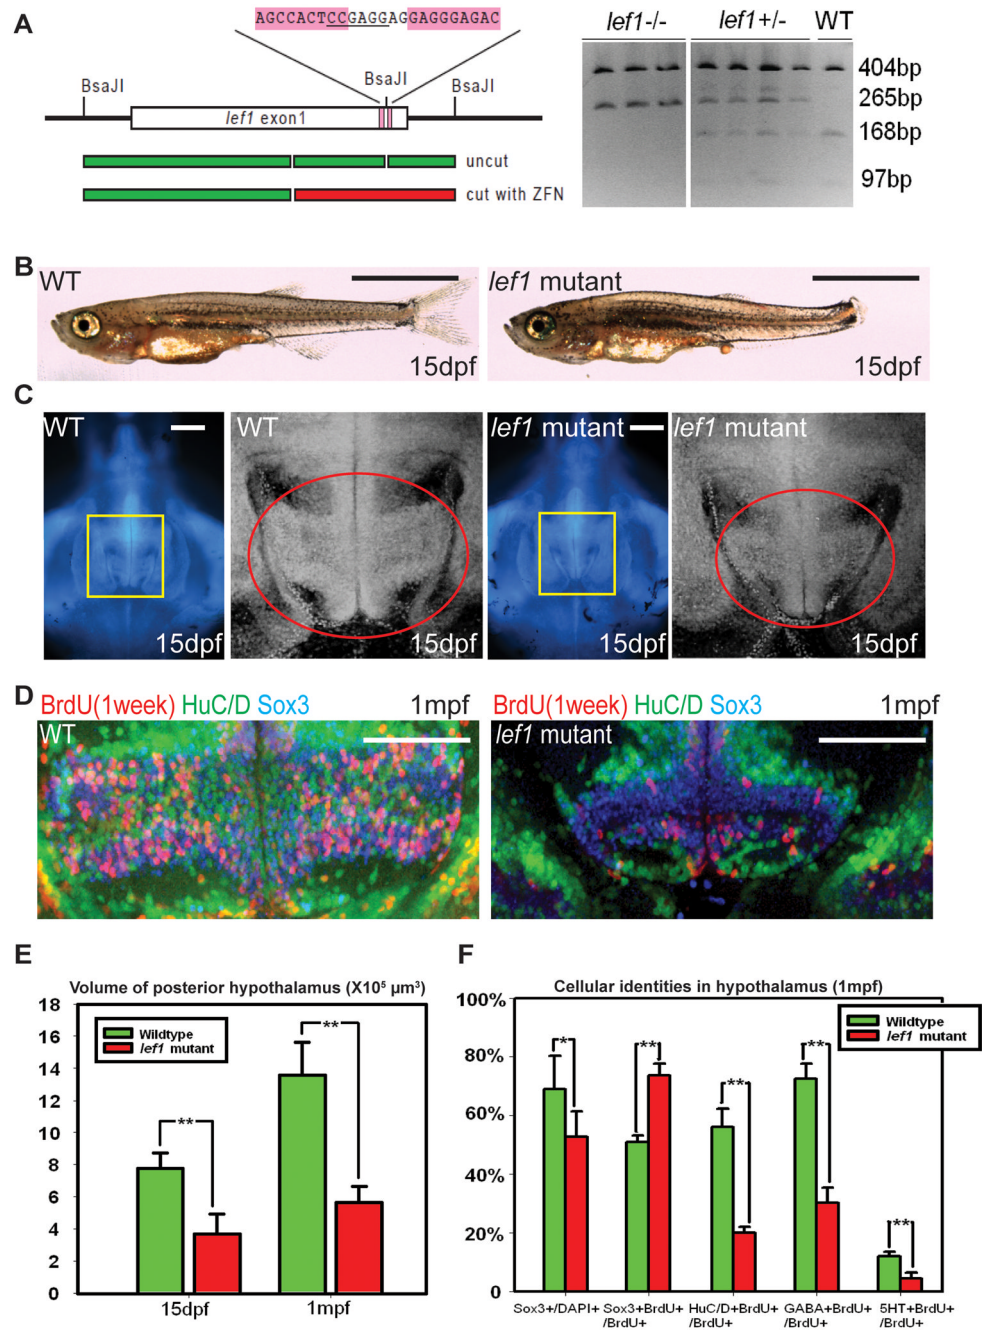 A
AGCCACTCCGAGGAGGAGGGAGAC
BsaJI
BsaJI
BsaJI
lef1 exon1
uncut
cut with ZFN
lef1-/-
lef1+/-
WT
404bp
265bp
168bp
97bp
B
WT
15dpf
lef1 mutant
15dpf
C
WT
15dpf
WT
15dpf
lef1 mutant
15dpf
lef1 mutant
15dpf
D
BrdU(1week) HuC/D Sox3
1mpf
WT
BrdU(1week) HuC/D Sox3
1mpf
lef1 mutant
E
Volume of posterior hypothalamus (X10⁵ µm³)
18
16
14
12
10
8
6
4
2
0
Wildtype
lef1 mutant
**
**
15dpf
1mpf
F
Cellular identities in hypothalamus (1mpf)
100%
80%
60%
40%
20%
0
Wildtype
lef1 mutant
*
**
**
**
**
Sox3+/DAPI+
Sox3+BrdU+
/BrdU+
HuC/D+BrdU+
/BrdU+
GABA+BrdU+
/BrdU+
5HT+BrdU+
/BrdU+